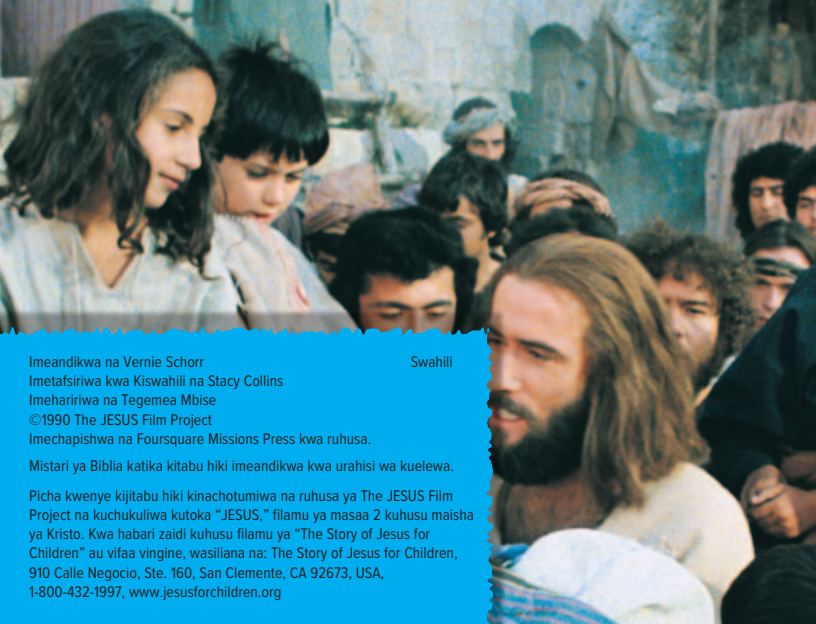 Imeandikwa na Vernie Schorr Swahili
Imetafsiriwa kwa Kiswahili na Stacy Collins
Imehaririwa na Tegemea Mbise
©1990 The JESUS Film Project
Imechapishwa na Foursquare Missions Press kwa ruhusa.
Mistari ya Biblia katika kitabu hiki imeandikwa kwa urahisi wa kuelewa.
Picha kwenye kijitabu hiki kinachotumiwa na ruhusa ya The JESUS Film
Project na kuchukuliwa kutoka “JESUS,” filamu ya masaa 2 kuhusu maisha
ya Kristo. Kwa habari zaidi kuhusu filamu ya “The Story of Jesus for
Children” au vifaa vingine, wasiliana na: The Story of Jesus for Children,
910 Calle Negocio, Ste. 160, San Clemente, CA 92673, USA,
1-800-432-1997, www.jesusforchildren.org